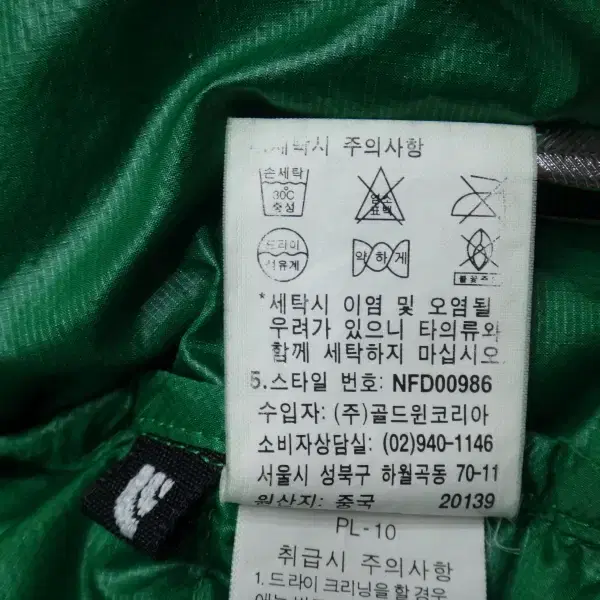 세탁시 주의사항
손세탁
30C
중성
염소
표백
드라이
석유계
약하게
*세탁시 이염 및 오염될
우려가 있으니 타의류와
함께 세탁하지 마십시오
5.스타일 번호: NFD00986
수입자: (주)골드윈코리아
소비자상담실: (02)940-1146
서울시 성북구 하월곡동 70-11
원산지: 중국 20139
PL-10
취급시 주의사항
1.드라이 크리닝을 할 경우